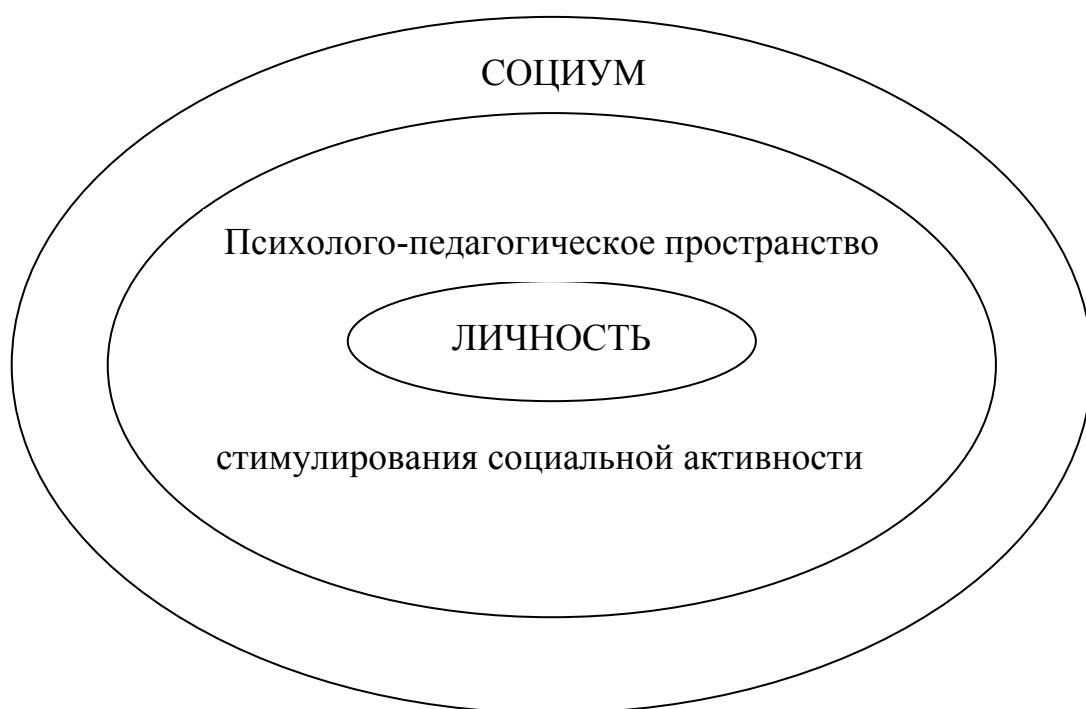 СОЦИУМ
Психолого-педагогическое пространство
ЛИЧНОСТЬ
стимулирования социальной активности